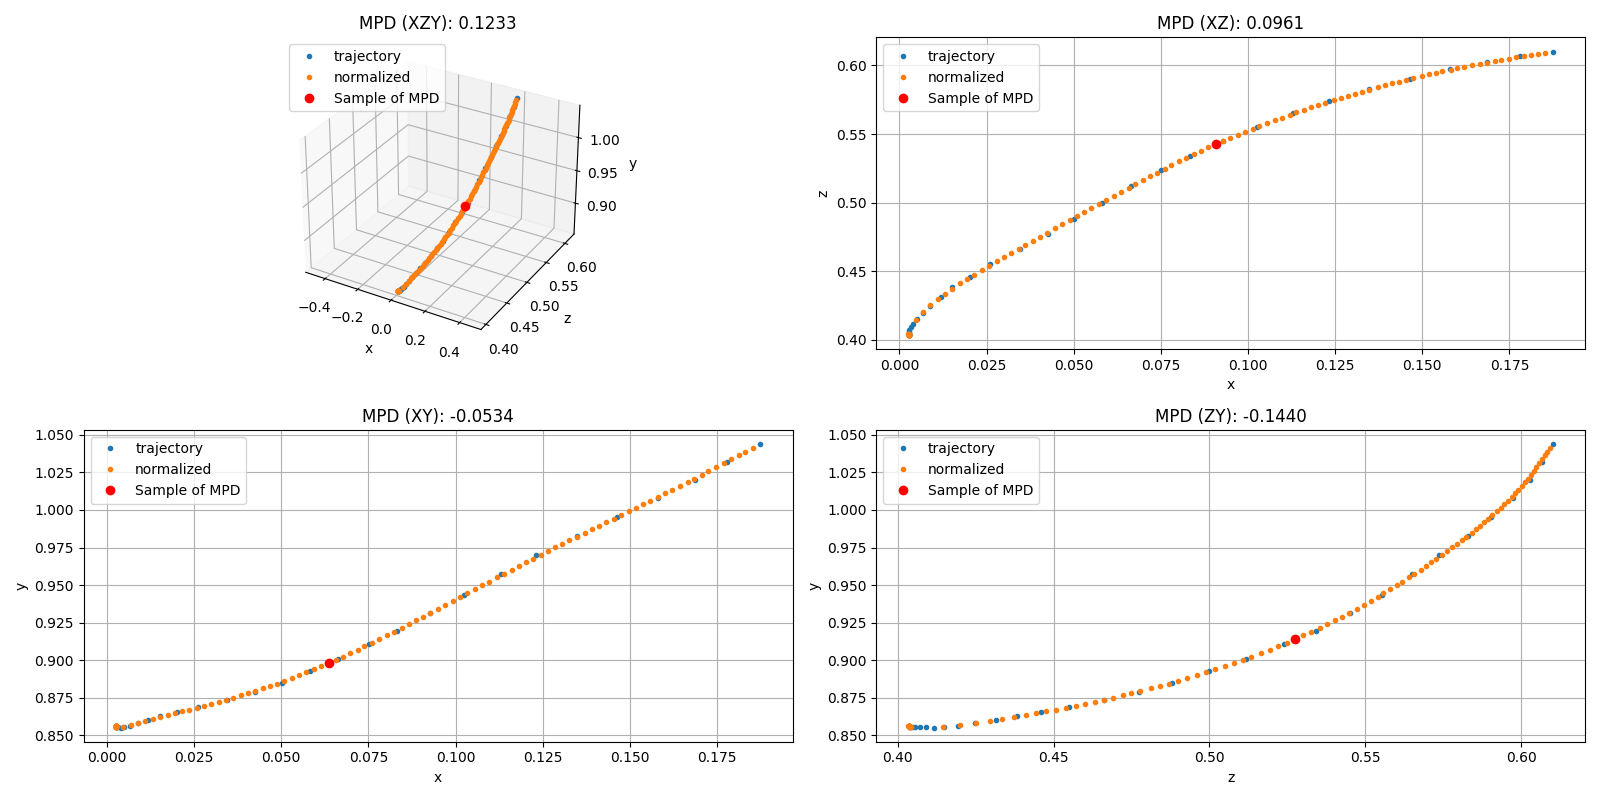 MPD (XZY): 0.1233
trajectory
normalized
Sample of MPD
1.00
0.95
0.90
y
−0.4
−0.2
0.0
0.2
0.4
x
0.40
0.45
0.50
0.55
0.60
z
MPD (XZ): 0.0961
trajectory
normalized
Sample of MPD
0.60
0.55
0.50
0.45
0.40
z
0.000 0.025 0.050 0.075 0.100 0.125 0.150 0.175
x
MPD (XY): -0.0534
trajectory
normalized
Sample of MPD
1.050
1.025
1.000
0.975
0.950
0.925
0.900
0.875
0.850
y
0.000 0.025 0.050 0.075 0.100 0.125 0.150 0.175
x
MPD (ZY): -0.1440
trajectory
normalized
Sample of MPD
1.050
1.025
1.000
0.975
0.950
0.925
0.900
0.875
0.850
y
0.40 0.45 0.50 0.55 0.60
z